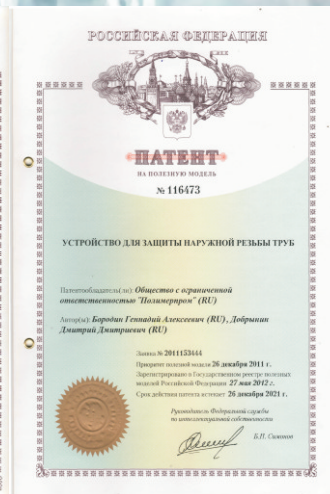 РОССИЙСКАЯ ФЕДЕРАЦИЯ
ПАТЕНТ
НА ПОЛЕЗНУЮ МОДЕЛЬ
№ 116473
УСТРОЙСТВО ДЛЯ ЗАЩИТЫ НАРУЖНОЙ РЕЗЬБЫ ТРУБ
Патентообладатель(ли): Общество с ограниченной
ответственностью "Полимерпром" (RU)
Автор(ы): Бородин Геннадий Алексеевич (RU), Добрынин
Дмитрий Дмитриевич (RU)
Заявка № 2011153444
Приоритет полезной модели 26 декабря 2011 г.
Зарегистрировано в Государственном реестре полезных
моделей Российской Федерации 27 мая 2012 г.
Срок действия патента истекает 26 декабря 2021 г.
Руководитель Федеральной службы
по интеллектуальной собственности
Б.П. Симонов